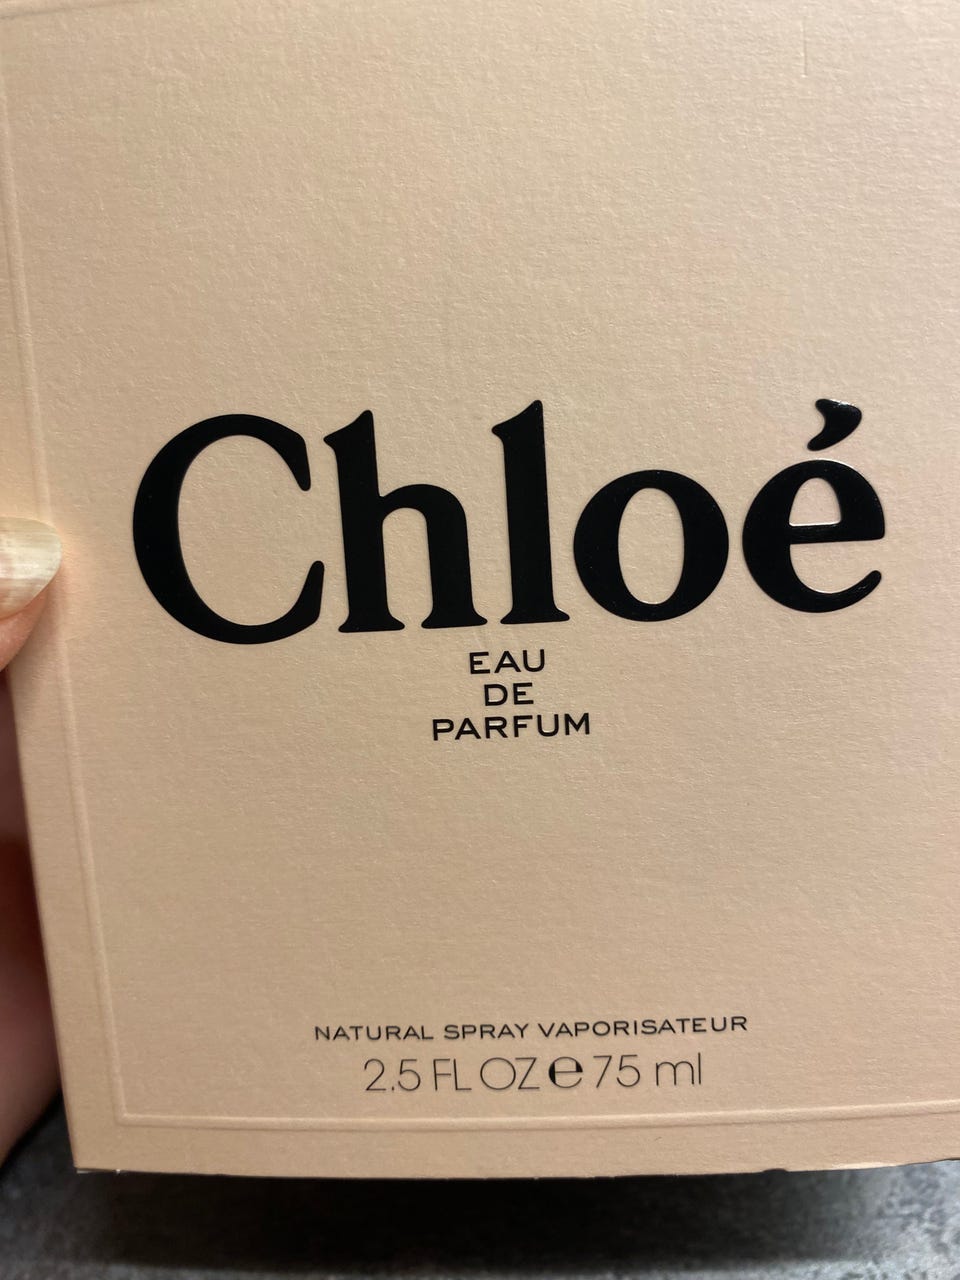 Chloé
EAU
DE
PARFUM
NATURAL SPRAY VAPORISATEUR
2.5 FL OZ ℮ 75 ml